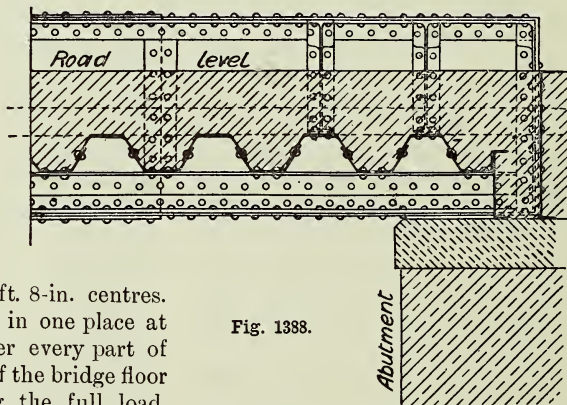 Road level
ft. 8-in. centres.
in one place at
er every part of
f the bridge floor
g the full load.
Fig. 1388.
Abutment